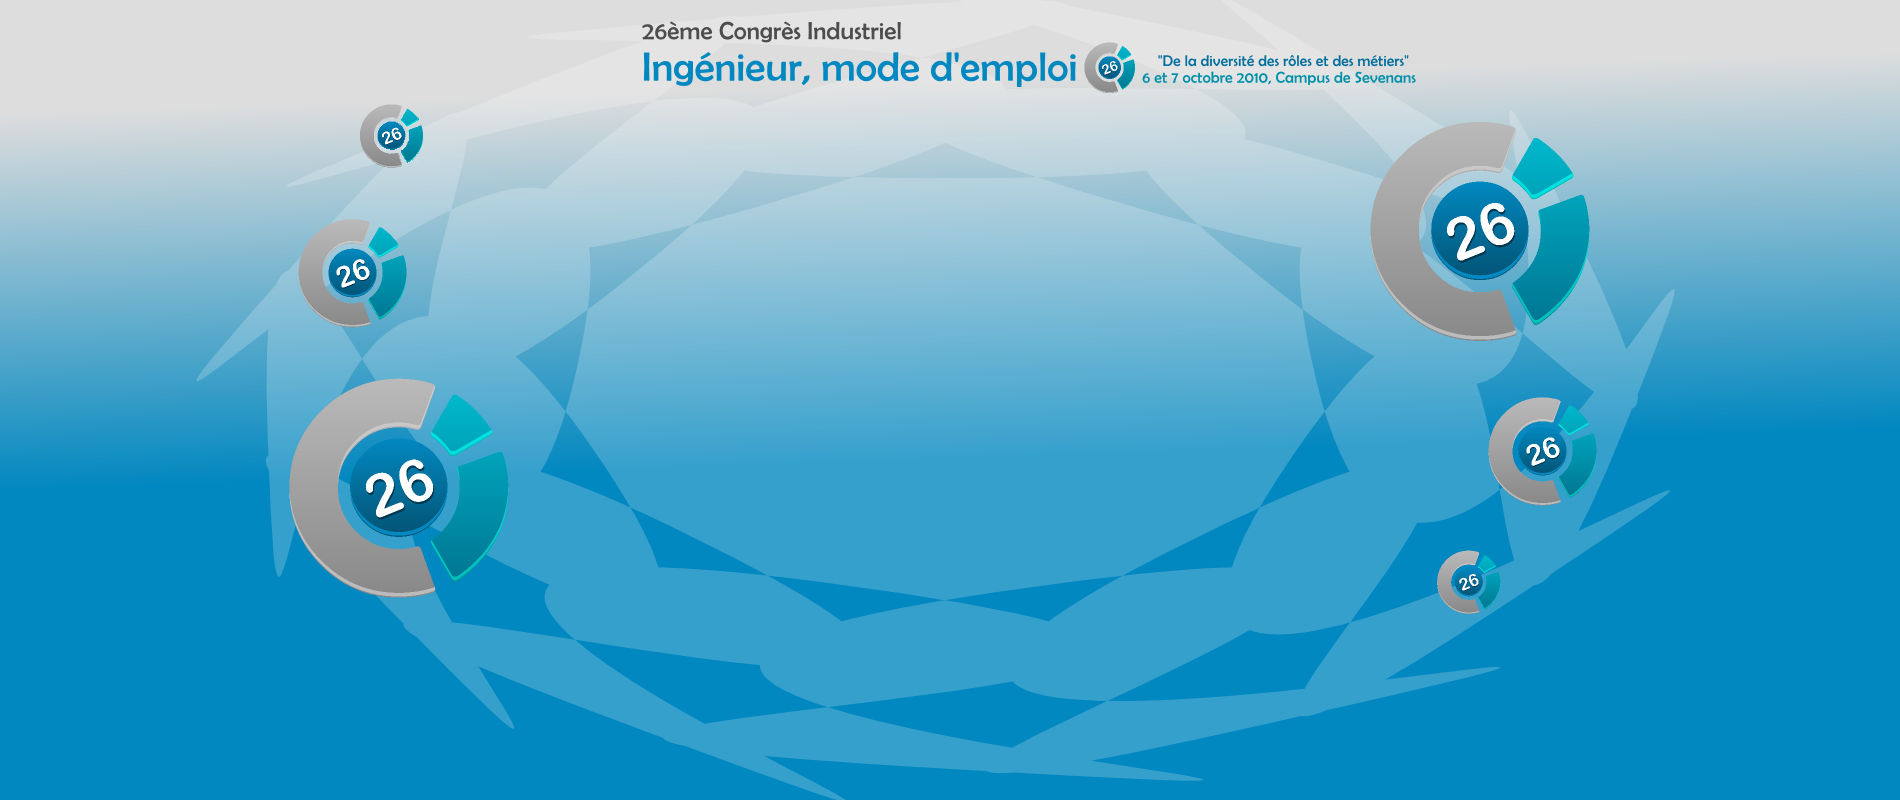 26ème Congrès Industriel
Ingénieur, mode d'emploi
26
"De la diversité des rôles et des métiers"
6 et 7 octobre 2010, Campus de Sevenans
26
26
26
26
26
26